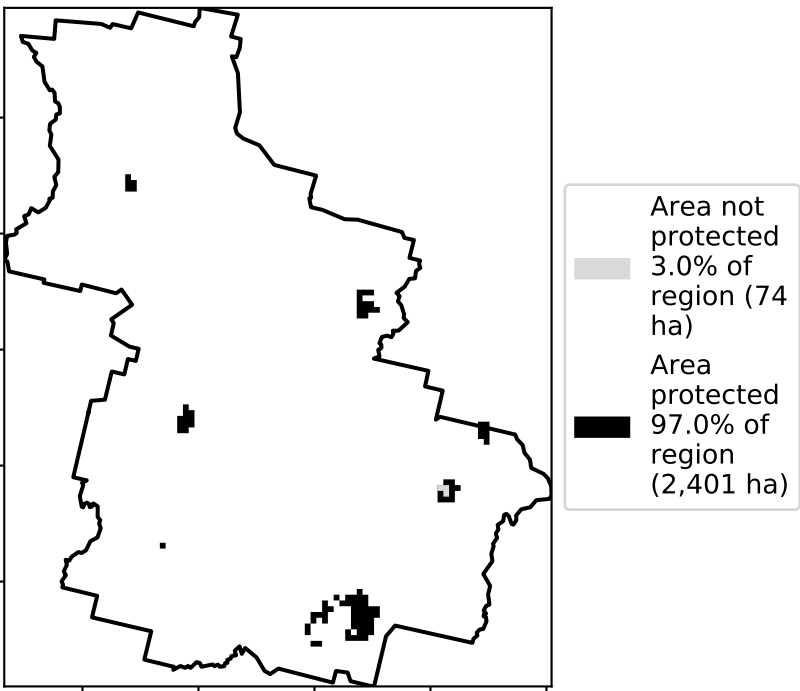 Area not
protected
3.0% of
region (74
ha)
Area
protected
97.0% of
region
(2,401 ha)